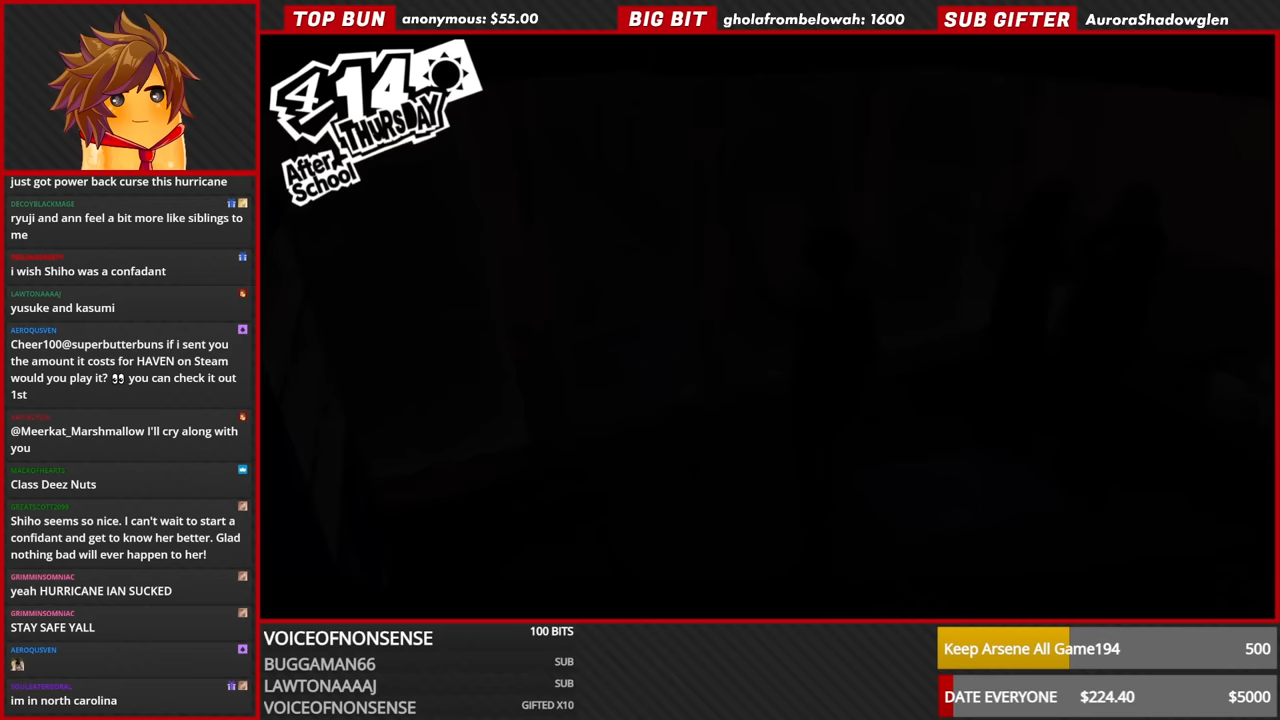 TOP BUN anonymous: $55.00 BIG BIT gholafrombelowah: 1600 SUB GIFTER AuroraShadowglen
4 14
THURSDAY
After
School
just got power back curse this hurricane
DECOYBLACKMAGE
ryuji and ann feel a bit more like siblings to
me
i wish Shiho was a confadant
LAWTONAAAAJ
yusuke and kasumi
AEROQUSVEN
Cheer100@superbutterbuns if i sent you
the amount it costs for HAVEN on Steam
would you play it? 👀 you can check it out
1st
@Meerkat_Marshmallow I'll cry along with
you
Class Deez Nuts
GREATSCOTT2099
Shiho seems so nice. I can't wait to start a
confidant and get to know her better. Glad
nothing bad will ever happen to her!
GRIMMINSOMNIAC
yeah HURRICANE IAN SUCKED
GRIMMINSOMNIAC
STAY SAFE YALL
AEROQUSVEN
im in north carolina
VOICEOFNONSENSE 100 BITS
BUGGAMAN66 SUB
LAWTONAAAAJ SUB
VOICEOFNONSENSE GIFTED X10
Keep Arsene All Game194 500
DATE EVERYONE $224.40 $5000